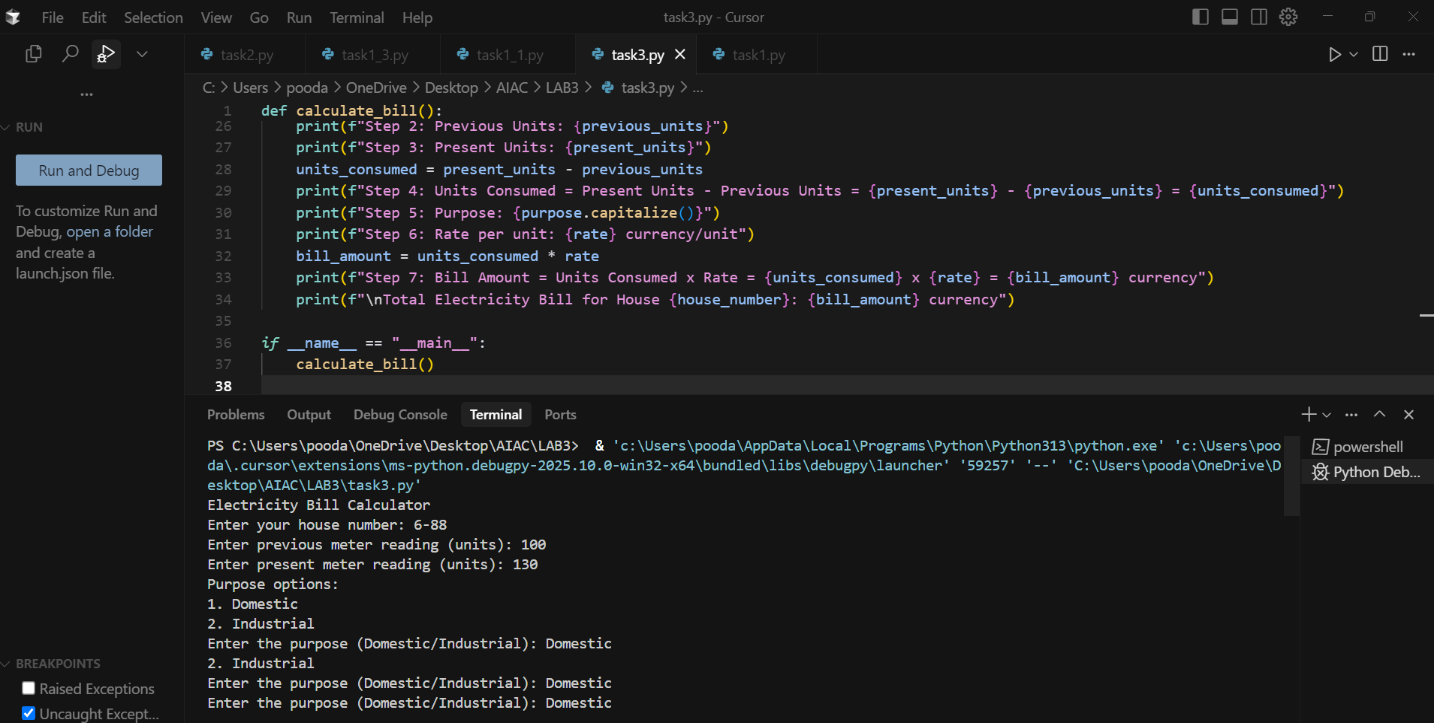 File Edit Selection View Go Run Terminal Help task3.py - Cursor
task2.py task1_3.py task1_1.py task3.py task1.py
C: > Users > pooda > OneDrive > Desktop > AIAC > LAB3 > task3.py > ...
RUN
Run and Debug
To customize Run and
Debug, open a folder
and create a
launch.json file.
1 def calculate_bill():
26 print(f"Step 2: Previous Units: {previous_units}")
27 print(f"Step 3: Present Units: {present_units}")
28 units_consumed = present_units - previous_units
29 print(f"Step 4: Units Consumed = Present Units - Previous Units = {present_units} - {previous_units} = {units_consumed}")
30 print(f"Step 5: Purpose: {purpose.capitalize()}")
31 print(f"Step 6: Rate per unit: {rate} currency/unit")
32 bill_amount = units_consumed * rate
33 print(f"Step 7: Bill Amount = Units Consumed x Rate = {units_consumed} x {rate} = {bill_amount} currency")
34 print(f"\nTotal Electricity Bill for House {house_number}: {bill_amount} currency")
35
36 if __name__ == "__main__":
37 calculate_bill()
38
Problems Output Debug Console Terminal Ports
PS C:\Users\pooda\OneDrive\Desktop\AIAC\LAB3> & 'c:\Users\pooda\AppData\Local\Programs\Python\Python313\python.exe' 'c:\Users\poo
da\.cursor\extensions\ms-python.debugpy-2025.10.0-win32-x64\bundled\libs\debugpy\launcher' '59257' '--' 'C:\Users\pooda\OneDrive\D
esktop\AIAC\LAB3\task3.py'
Electricity Bill Calculator
Enter your house number: 6-88
Enter previous meter reading (units): 100
Enter present meter reading (units): 130
Purpose options:
1. Domestic
2. Industrial
Enter the purpose (Domestic/Industrial): Domestic
2. Industrial
Enter the purpose (Domestic/Industrial): Domestic
Enter the purpose (Domestic/Industrial): Domestic
powershell
Python Deb...
BREAKPOINTS
Raised Exceptions
Uncaught Except...